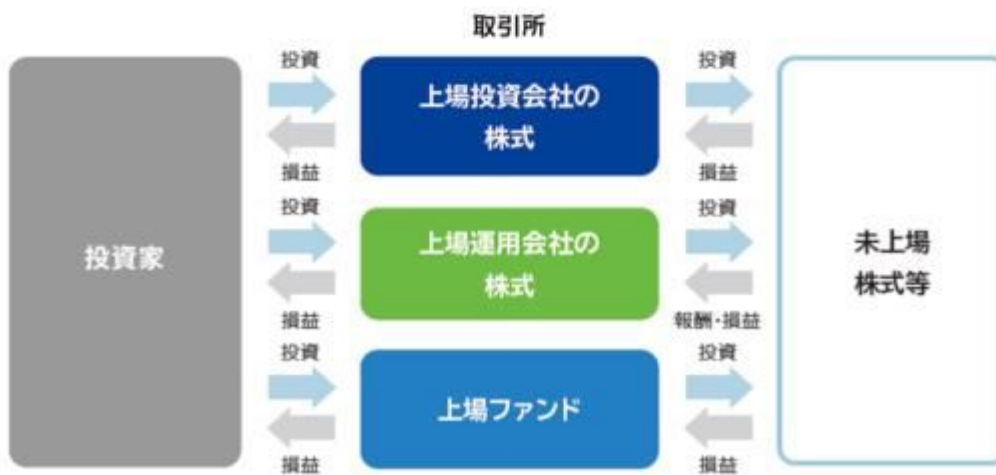 取引所
投資家
投資
損益
上場投資会社の
株式
投資
損益
投資
損益
上場運用会社の
株式
投資
報酬・損益
投資
損益
上場ファンド
投資
損益
未上場
株式等